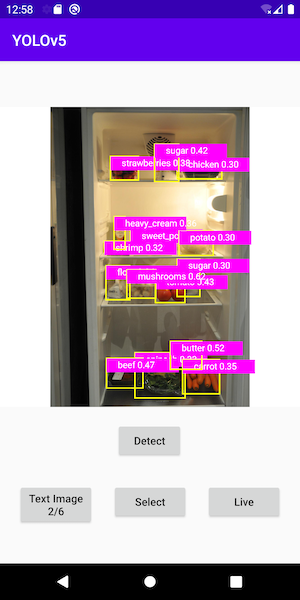 12:58
YOLOv5
sugar 0.42
strawberries 0.38
chicken 0.30
heavy_cream 0.
sweet_po
potato 0.30
shrimp 0.32
sugar 0.30
flo
mushrooms 0.62
tomato 0.43
butter 0.52
beef 0.47
carrot 0.35
Detect
Text Image
2/6
Select
Live